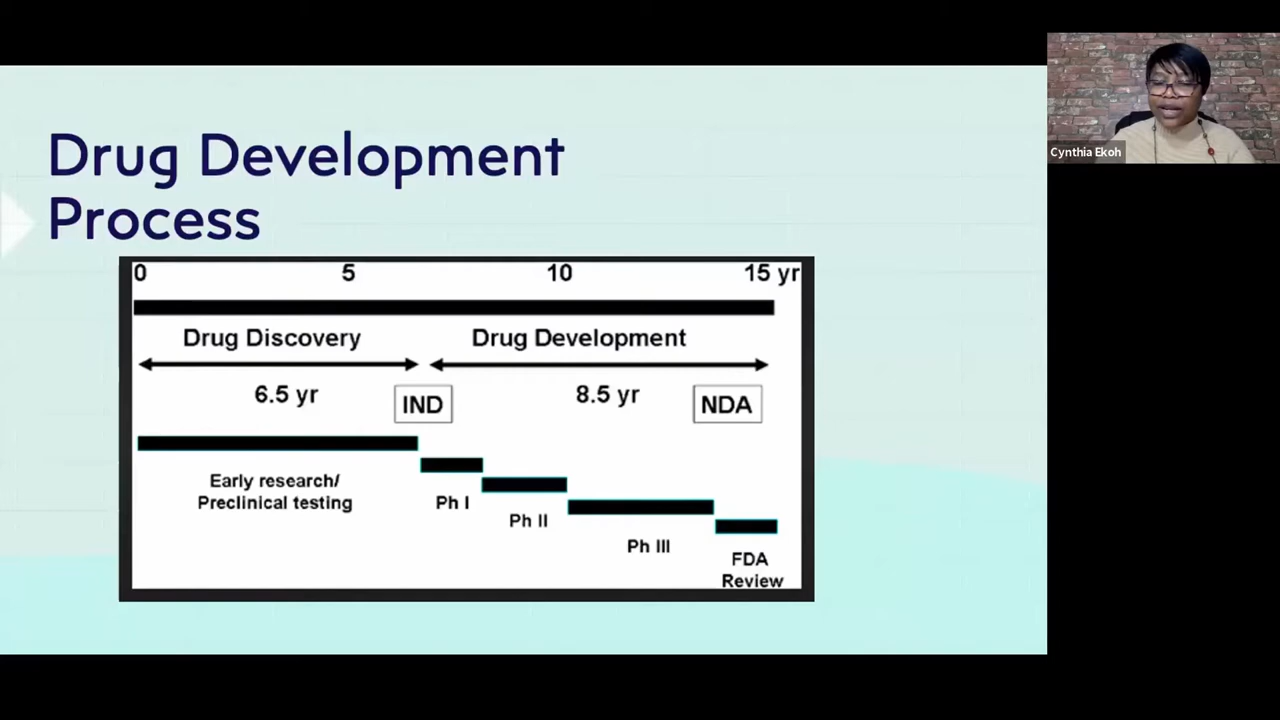 Drug Development
Process
0 5 10 15 yr
Drug Discovery Drug Development
6.5 yr IND 8.5 yr NDA
Early research/
Preclinical testing
Ph I
Ph II
Ph III
FDA
Review
Cynthia Ekoh